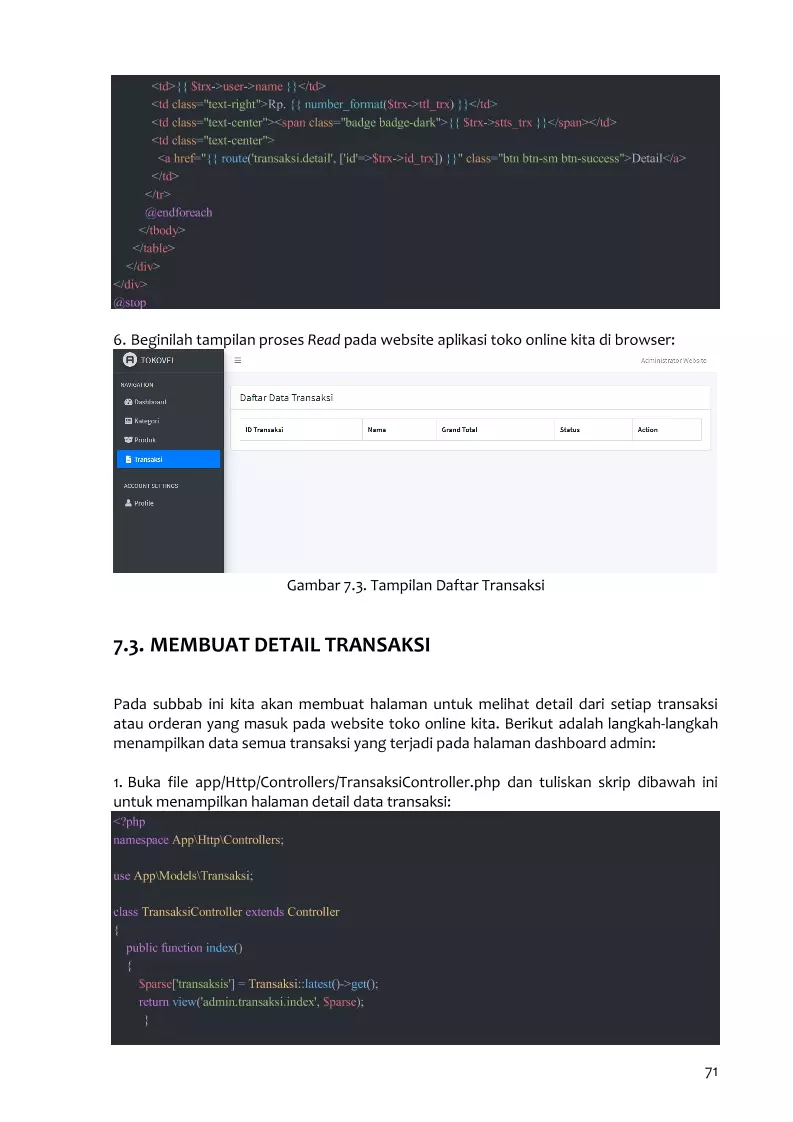 <td>{{ $trx->user->name }}</td>
<td class="text-right">Rp. {{ number_format($trx->ttl_trx) }}</td>
<td class="text-center"><span class="badge badge-dark">{{ $trx->stts_trx }}</span></td>
<td class="text-center">
<a href="{{ route('transaksi.detail', ['id'=>$trx->id_trx]) }}" class="btn btn-sm btn-success">Detail</a>
</td>
</tr>
@endforeach
</tbody>
</table>
</div>
</div>
@stop
6. Beginilah tampilan proses Read pada website aplikasi toko online kita di browser:
TOKOVEL
Administrator Website
NAVIGATION
Dashboard
Kategori
Produk
Transaksi
ACCOUNT SETTINGS
Profile
Daftar Data Transaksi
ID Transaksi Nama Grand Total Status Action
Gambar 7.3. Tampilan Daftar Transaksi
7.3. MEMBUAT DETAIL TRANSAKSI
Pada subbab ini kita akan membuat halaman untuk melihat detail dari setiap transaksi
atau orderan yang masuk pada website toko online kita. Berikut adalah langkah-langkah
menampilkan data semua transaksi yang terjadi pada halaman dashboard admin:
1. Buka file app/Http/Controllers/TransaksiController.php dan tuliskan skrip dibawah ini
untuk menampilkan halaman detail data transaksi:
<?php
namespace App\Http\Controllers;
use App\Models\Transaksi;
class TransaksiController extends Controller
{
public function index()
{
$parse['transaksis'] = Transaksi::latest()->get();
return view('admin.transaksi.index', $parse);
}
71